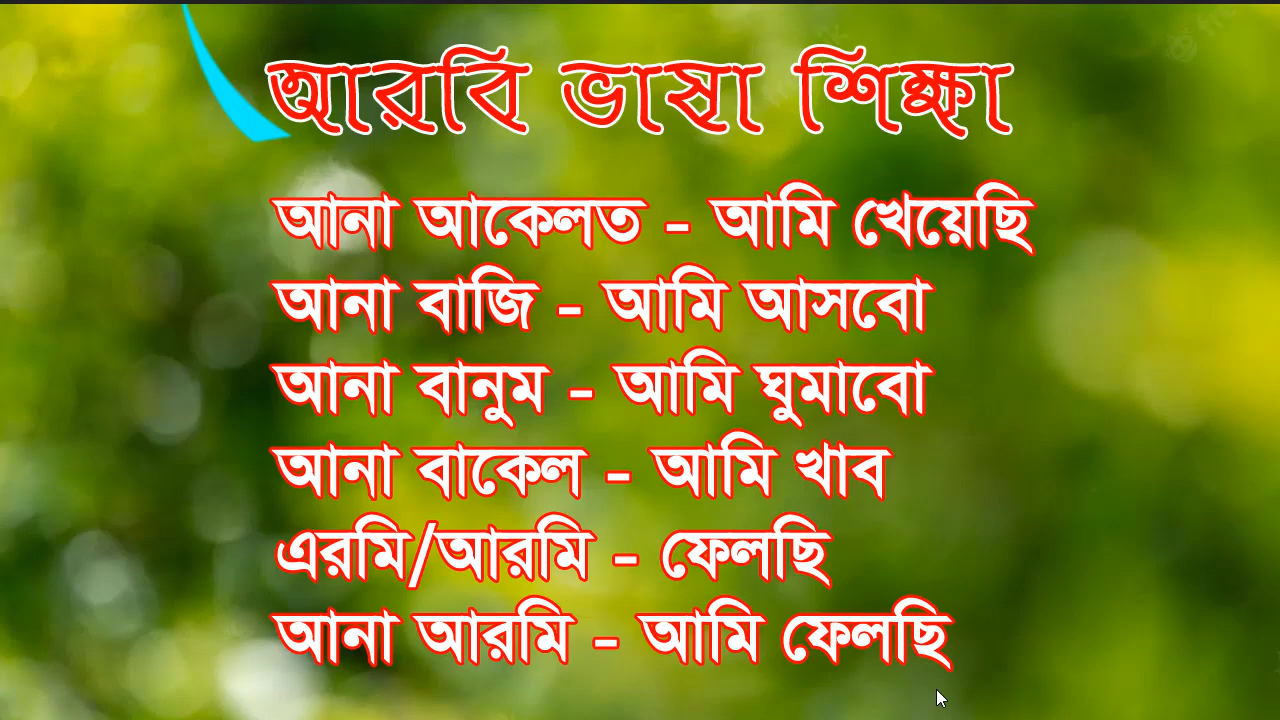 আরবি ভাষা শিক্ষা
আনা আকেলত - আমি খেয়েছি
আনা বাজি - আমি আসবো
আনা বানুম - আমি ঘুমাবো
আনা বাকেল - আমি খাব
এরমি/আরমি - ফেলছি
আনা আরমি - আমি ফেলছি